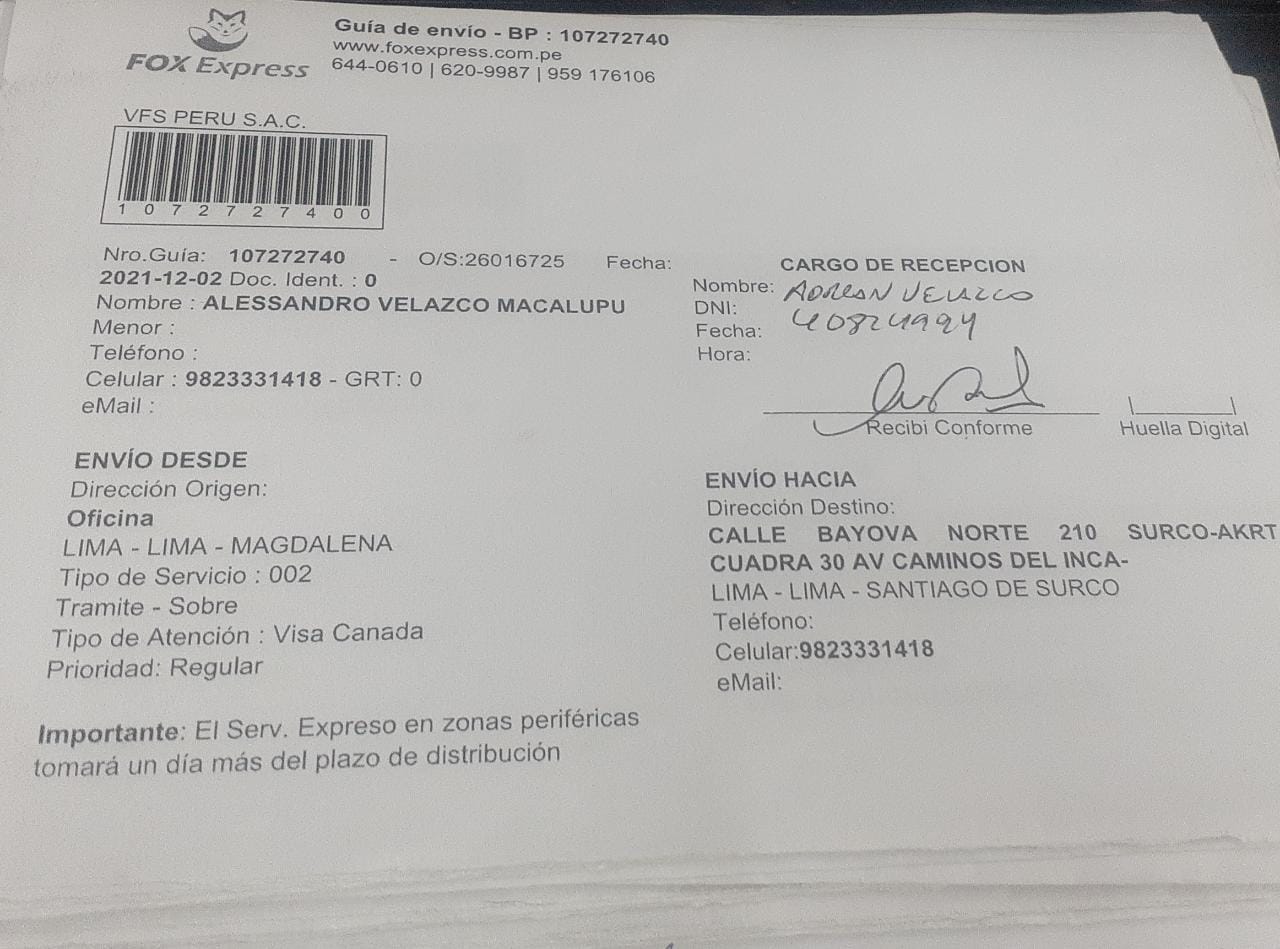 FOX Express
Guía de envío - BP : 107272740
www.foxexpress.com.pe
644-0610 | 620-9987 | 959 176106
VFS PERU S.A.C.
1 0 7 2 7 2 7 4 0 0
Nro.Guía: 107272740 - O/S:26016725 Fecha:
2021-12-02 Doc. Ident. : 0
Nombre : ALESSANDRO VELAZCO MACALUPU
Menor :
Teléfono :
Celular : 9823331418 - GRT: 0
eMail :
CARGO DE RECEPCION
Nombre: ADRIAN VELAZCO
DNI: 40824994
Fecha:
Hora:
Recibi Conforme
Huella Digital
ENVÍO DESDE
Dirección Origen:
Oficina
LIMA - LIMA - MAGDALENA
Tipo de Servicio : 002
Tramite - Sobre
Tipo de Atención : Visa Canada
Prioridad: Regular
ENVÍO HACIA
Dirección Destino:
CALLE BAYOVA NORTE 210 SURCO-AKRT
CUADRA 30 AV CAMINOS DEL INCA-
LIMA - LIMA - SANTIAGO DE SURCO
Teléfono:
Celular:9823331418
eMail:
Importante: El Serv. Expreso en zonas periféricas
tomará un día más del plazo de distribución